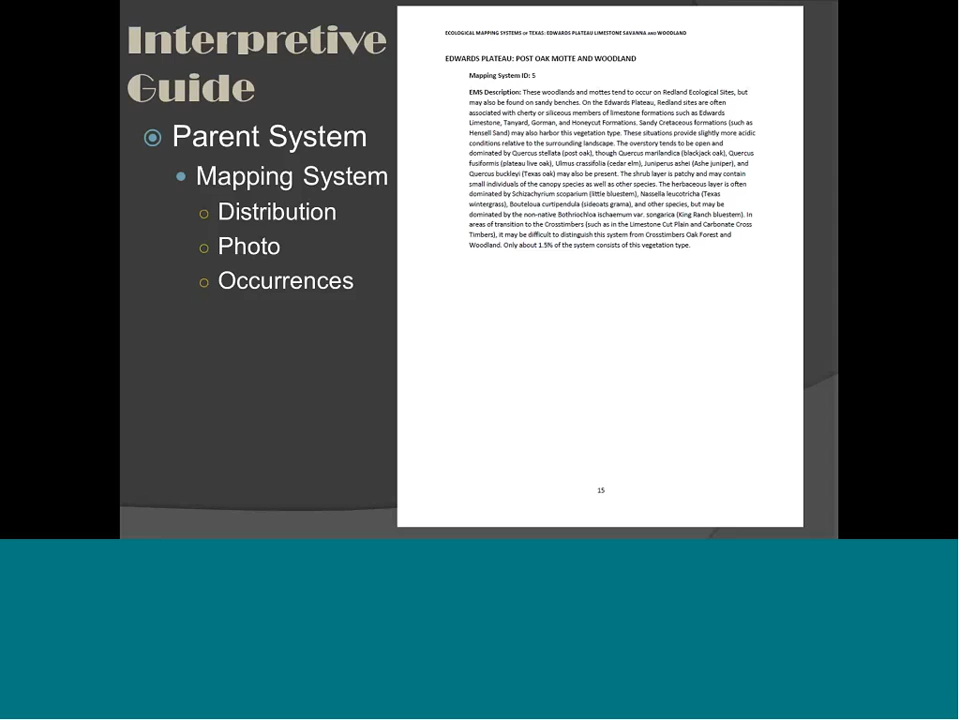 Interpretive
Guide
Parent System
Mapping System
Distribution
Photo
Occurrences
ECOLOGICAL MAPPING SYSTEMS OF TEXAS: EDWARDS PLATEAU LIMESTONE SAVANNA AND WOODLAND
EDWARDS PLATEAU: POST OAK MOTTE AND WOODLAND
Mapping System ID: 5
EMS Description: These woodlands and mottes tend to occur on Redland Ecological Sites, but
may also be found on sandy benches. On the Edwards Plateau, Redland sites are often
associated with cherty or siliceous members of limestone formations such as Edwards
Limestone, Tanyard, Gorman, and Honeycut Formations. Sandy Cretaceous formations (such as
Hensell Sand) may also harbor this vegetation type. These situations provide slightly more acidic
conditions relative to the surrounding landscape. The overstory tends to be open and
dominated by Quercus stellata (post oak), though Quercus marilandica (blackjack oak), Quercus
fusiformis (plateau live oak), Ulmus crassifolia (cedar elm), Juniperus ashei (Ashe juniper), and
Quercus buckleyi (Texas oak) may also be present. The shrub layer is patchy and may contain
small individuals of the canopy species as well as other species. The herbaceous layer is often
dominated by Schizachyrium scoparium (little bluestem), Nassella leucotricha (Texas
wintergrass), Bouteloua curtipendula (sideoats grama), and other species, but may be
dominated by the non-native Bothriochloa ischaemum var. songarica (King Ranch bluestem). In
areas of transition to the Crosstimbers (such as in the Limestone Cut Plain and Carbonate Cross
Timbers), it may be difficult to distinguish this system from Crosstimbers Oak Forest and
Woodland. Only about 1.5% of the system consists of this vegetation type.
15